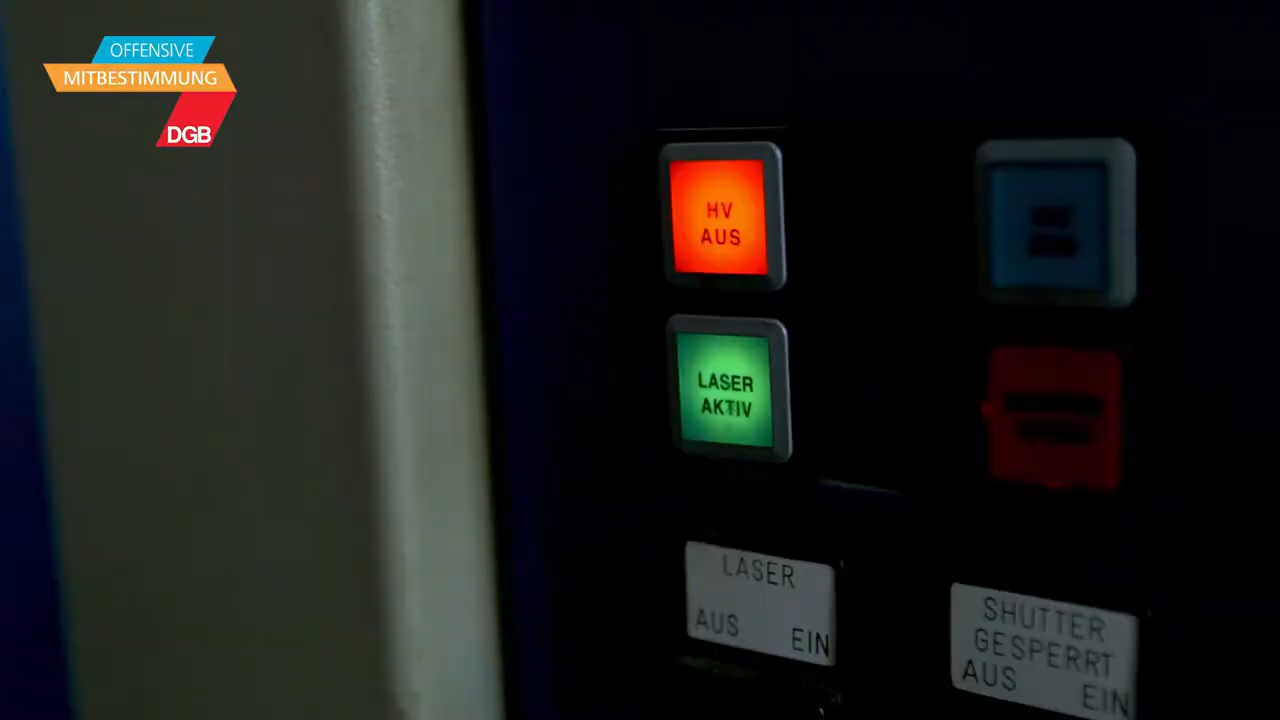 OFFENSIVE
MITBESTIMMUNG
DGB
HV
AUS
LASER
AKTIV
LASER
AUS EIN
SHUTTER
GESPERRT
AUS EIN